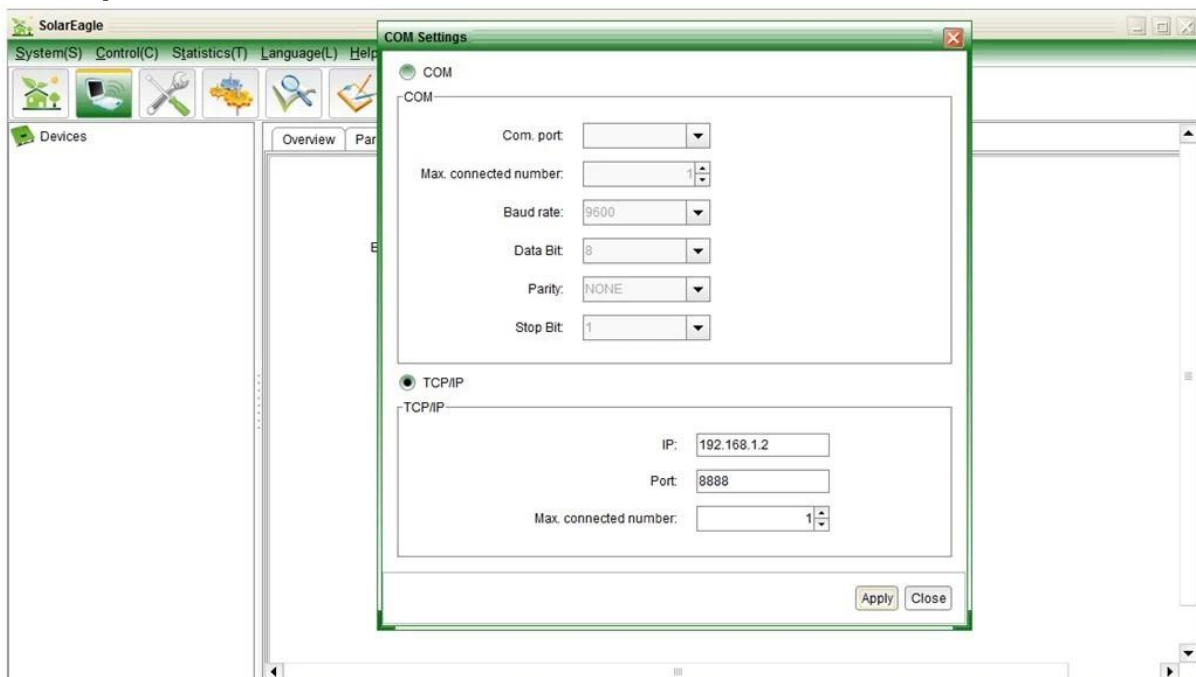 SolarEagle
System(S) Control(C) Statistics(T) Language(L) Help
Devices
Overview Par
E
COM Settings
COM
COM
Com. port:
Max. connected number: 1
Baud rate: 9600
Data Bit: 8
Parity: NONE
Stop Bit: 1
TCP/IP
TCP/IP
IP: 192.168.1.2
Port: 8888
Max. connected number: 1
Apply Close